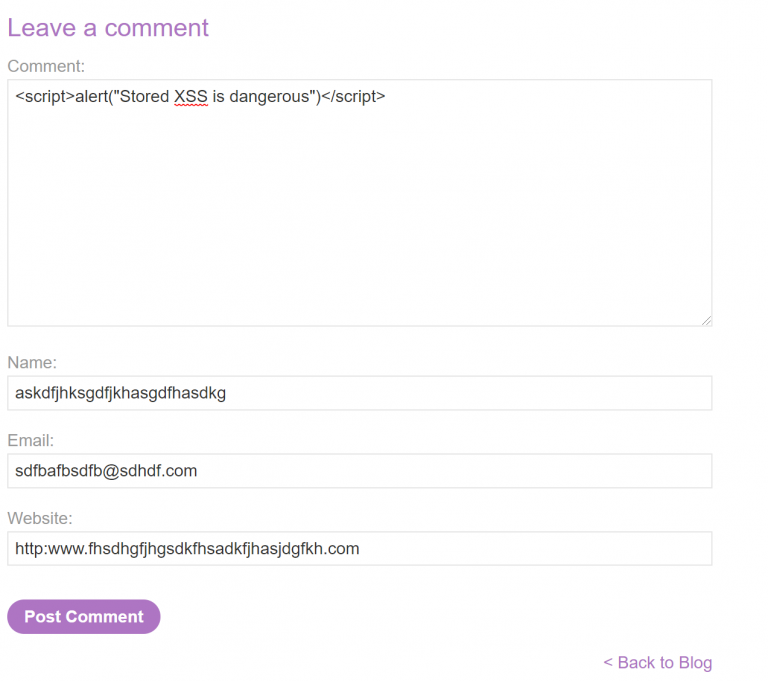 Leave a comment
Comment:
<script>alert("Stored XSS is dangerous")</script>
Name:
askdfjhksgdfjkhasgdfhasdkg
Email:
sdfbafbsdfb@sdhdf.com
Website:
http:www.fhsdhgfjhgsdkfhsadkfjhasjdgfkh.com
Post Comment
< Back to Blog